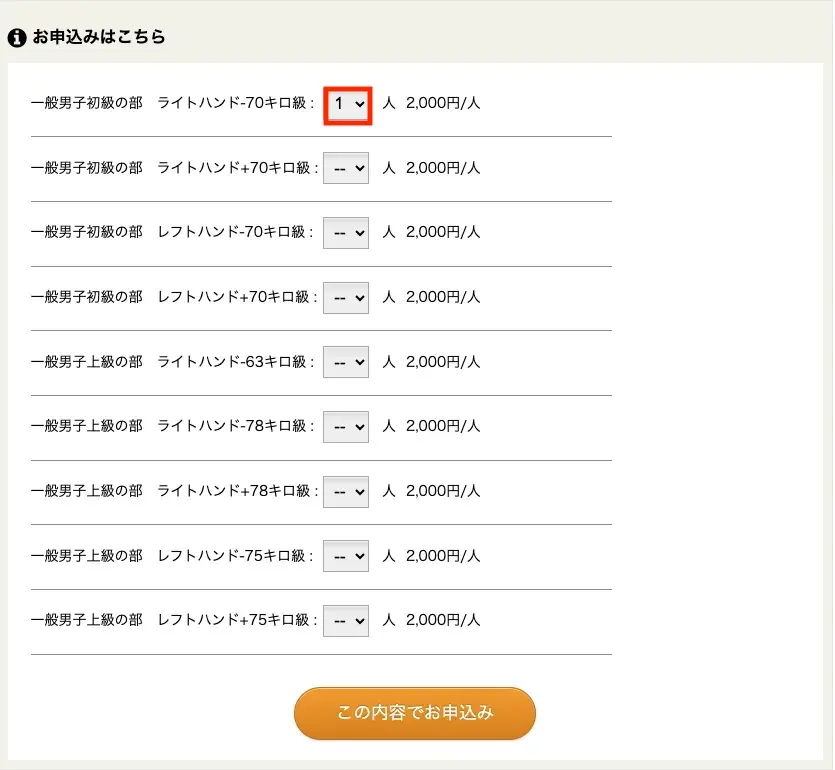 お申込みはこちら
一般男子初級の部　ライトハンド-70キロ級 : 1 人 2,000円/人
一般男子初級の部　ライトハンド+70キロ級 : -- 人 2,000円/人
一般男子初級の部　レフトハンド-70キロ級 : -- 人 2,000円/人
一般男子初級の部　レフトハンド+70キロ級 : -- 人 2,000円/人
一般男子上級の部　ライトハンド-63キロ級 : -- 人 2,000円/人
一般男子上級の部　ライトハンド-78キロ級 : -- 人 2,000円/人
一般男子上級の部　ライトハンド+78キロ級 : -- 人 2,000円/人
一般男子上級の部　レフトハンド-75キロ級 : -- 人 2,000円/人
一般男子上級の部　レフトハンド+75キロ級 : -- 人 2,000円/人
この内容でお申込み